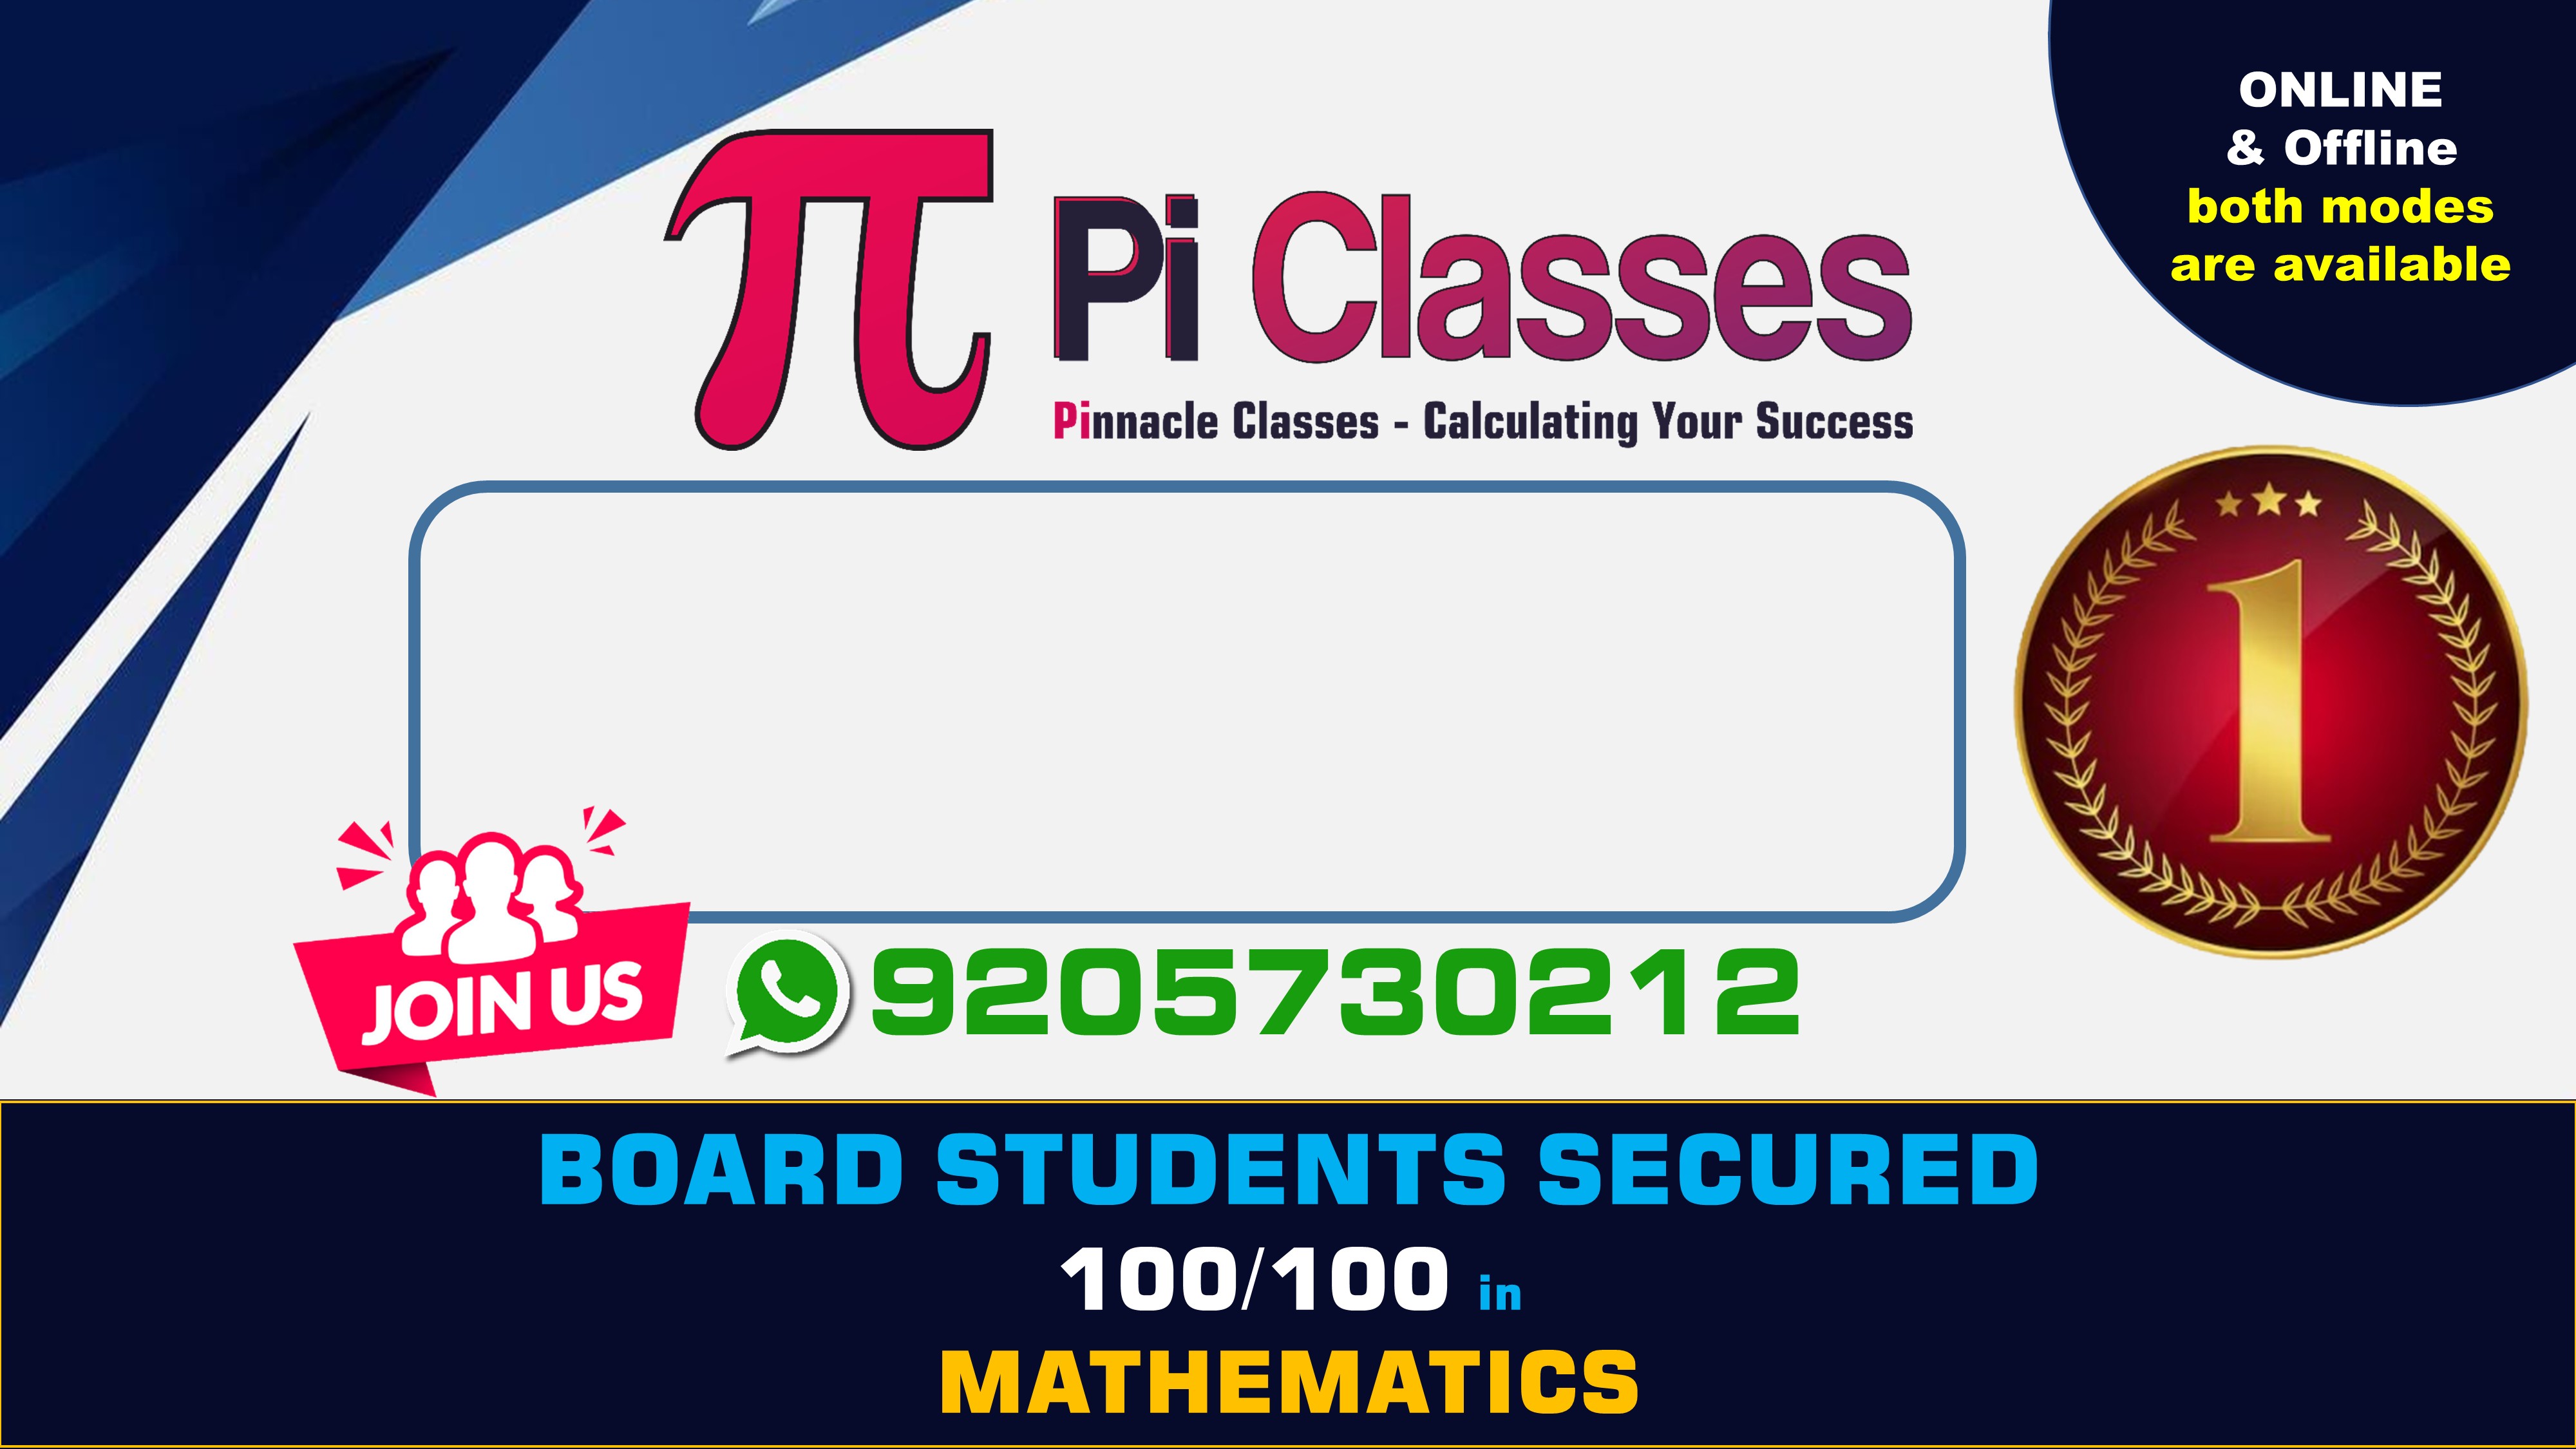 ONLINE
& Offline
both modes
are available
π Pi Classes
Pinnacle Classes - Calculating Your Success
1
JOIN US
9205730212
BOARD STUDENTS SECURED
100/100 in
MATHEMATICS